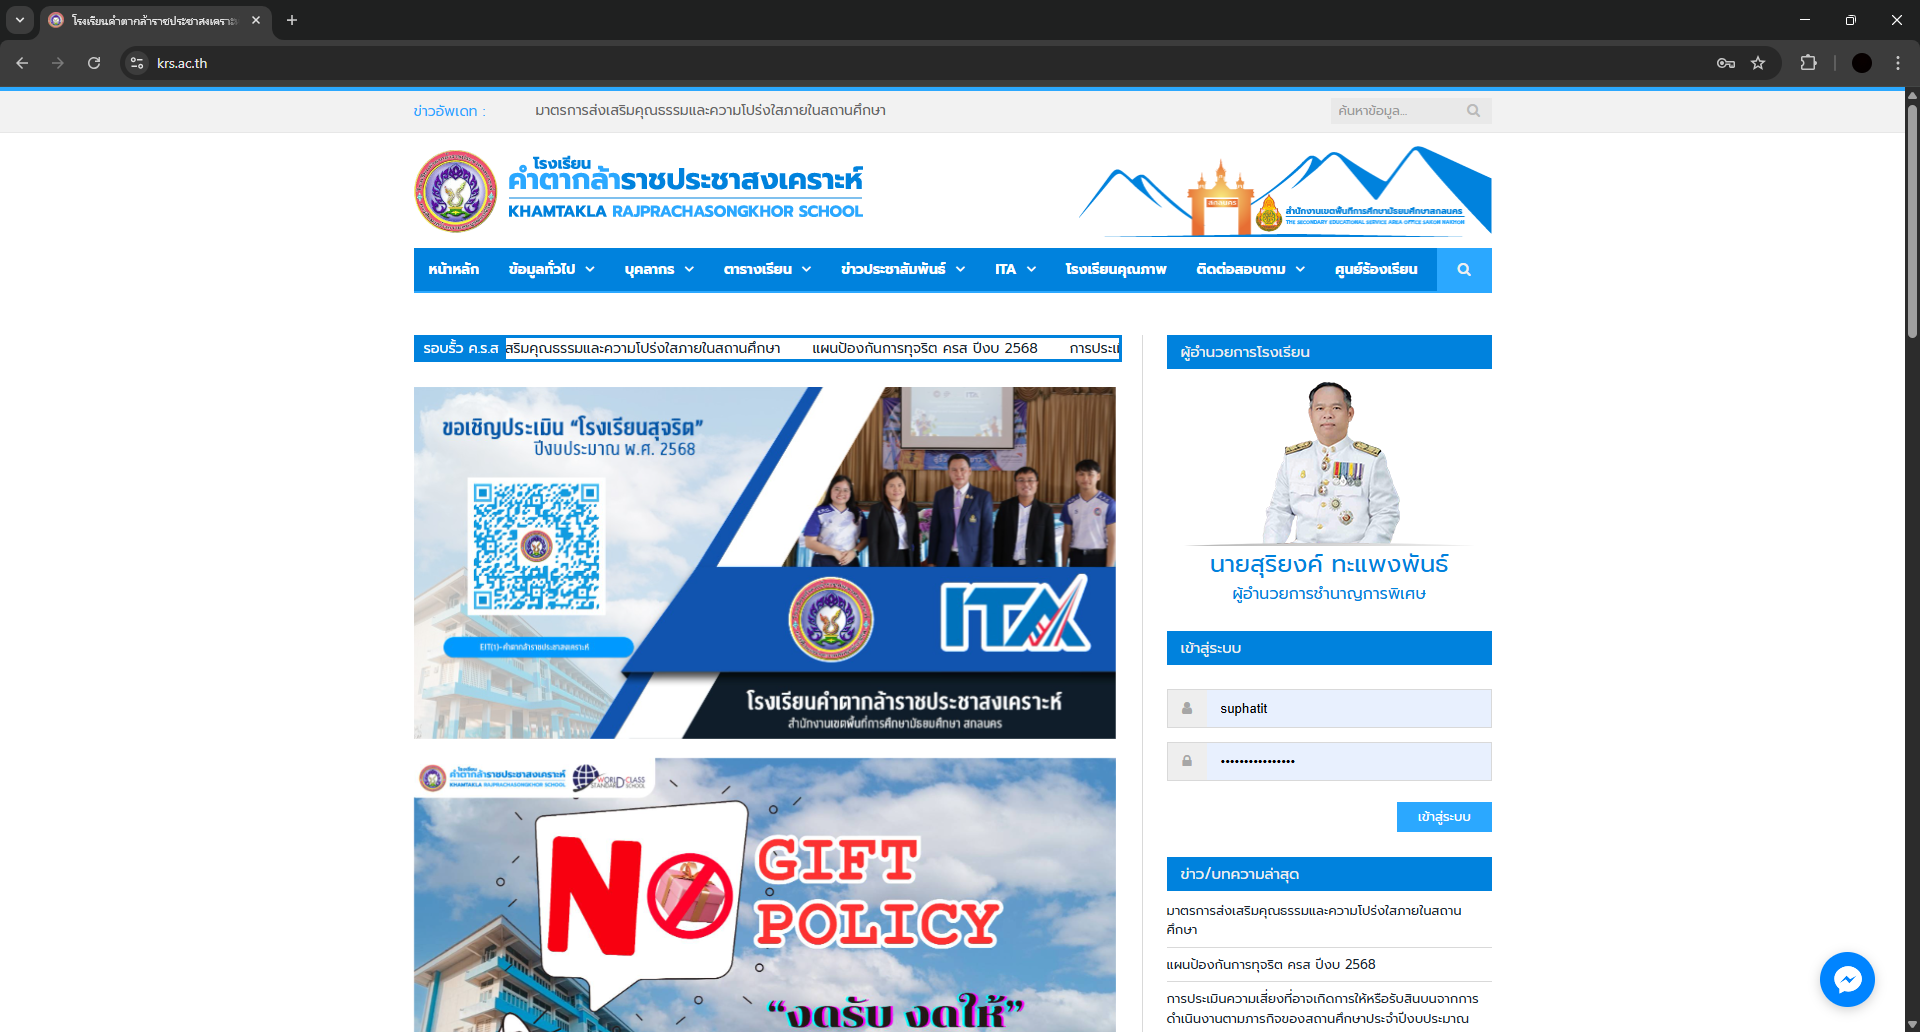 โรงเรียนคำตากล้าราชประชาสงเคราะ
krs.ac.th
ข่าวอัพเดท :
มาตรการส่งเสริมคุณธรรมและความโปร่งใสภายในสถานศึกษา
ค้นหาข้อมูล...
โรงเรียน
คำตากล้าราชประชาสงเคราะห์
KHAMTAKLA RAJPRACHASONGKHOR SCHOOL
สกลนคร
สำนักงานเขตพื้นที่การศึกษามัธยมศึกษาสกลนคร
THE SECONDARY EDUCATIONAL SERVICE AREA OFFICE SAKON NAKHON
หน้าหลัก ข้อมูลทั่วไป บุคลากร ตารางเรียน ข่าวประชาสัมพันธ์ ITA โรงเรียนคุณภาพ ติดต่อสอบถาม ศูนย์ร้องเรียน
รอบรั้ว ค.ร.ส
สริมคุณธรรมและความโปร่งใสภายในสถานศึกษา แผนป้องกันการทุจริต ครส ปีงบ 2568 การประเ
ขอเชิญประเมิน “โรงเรียนสุจริต”
ปีงบประมาณ พ.ศ. 2568
EIT(1)-คำตากล้าราชประชาสงเคราะห์
ITA
โรงเรียนคำตากล้าราชประชาสงเคราะห์
สำนักงานเขตพื้นที่การศึกษามัธยมศึกษา สกลนคร
โรงเรียน
คำตากล้าราชประชาสงเคราะห์
KHAMTAKLA RAJPRACHASONGKHOR SCHOOL
WORLD CLASS
STANDARD SCHOOL
NO
GIFT
POLICY
“งดรับ งดให้”
ผู้อำนวยการโรงเรียน
นายสุริยงค์ ทะแพงพันธ์
ผู้อำนวยการชำนาญการพิเศษ
เข้าสู่ระบบ
suphatit
••••••••••••••••
เข้าสู่ระบบ
ข่าว/บทความล่าสุด
มาตรการส่งเสริมคุณธรรมและความโปร่งใสภายในสถาน
ศึกษา
แผนป้องกันการทุจริต ครส ปีงบ 2568
การประเมินความเสี่ยงที่อาจเกิดการให้หรือรับสินบนจากการ
ดำเนินงานตามภารกิจของสถานศึกษาประจำปีงบประมาณ